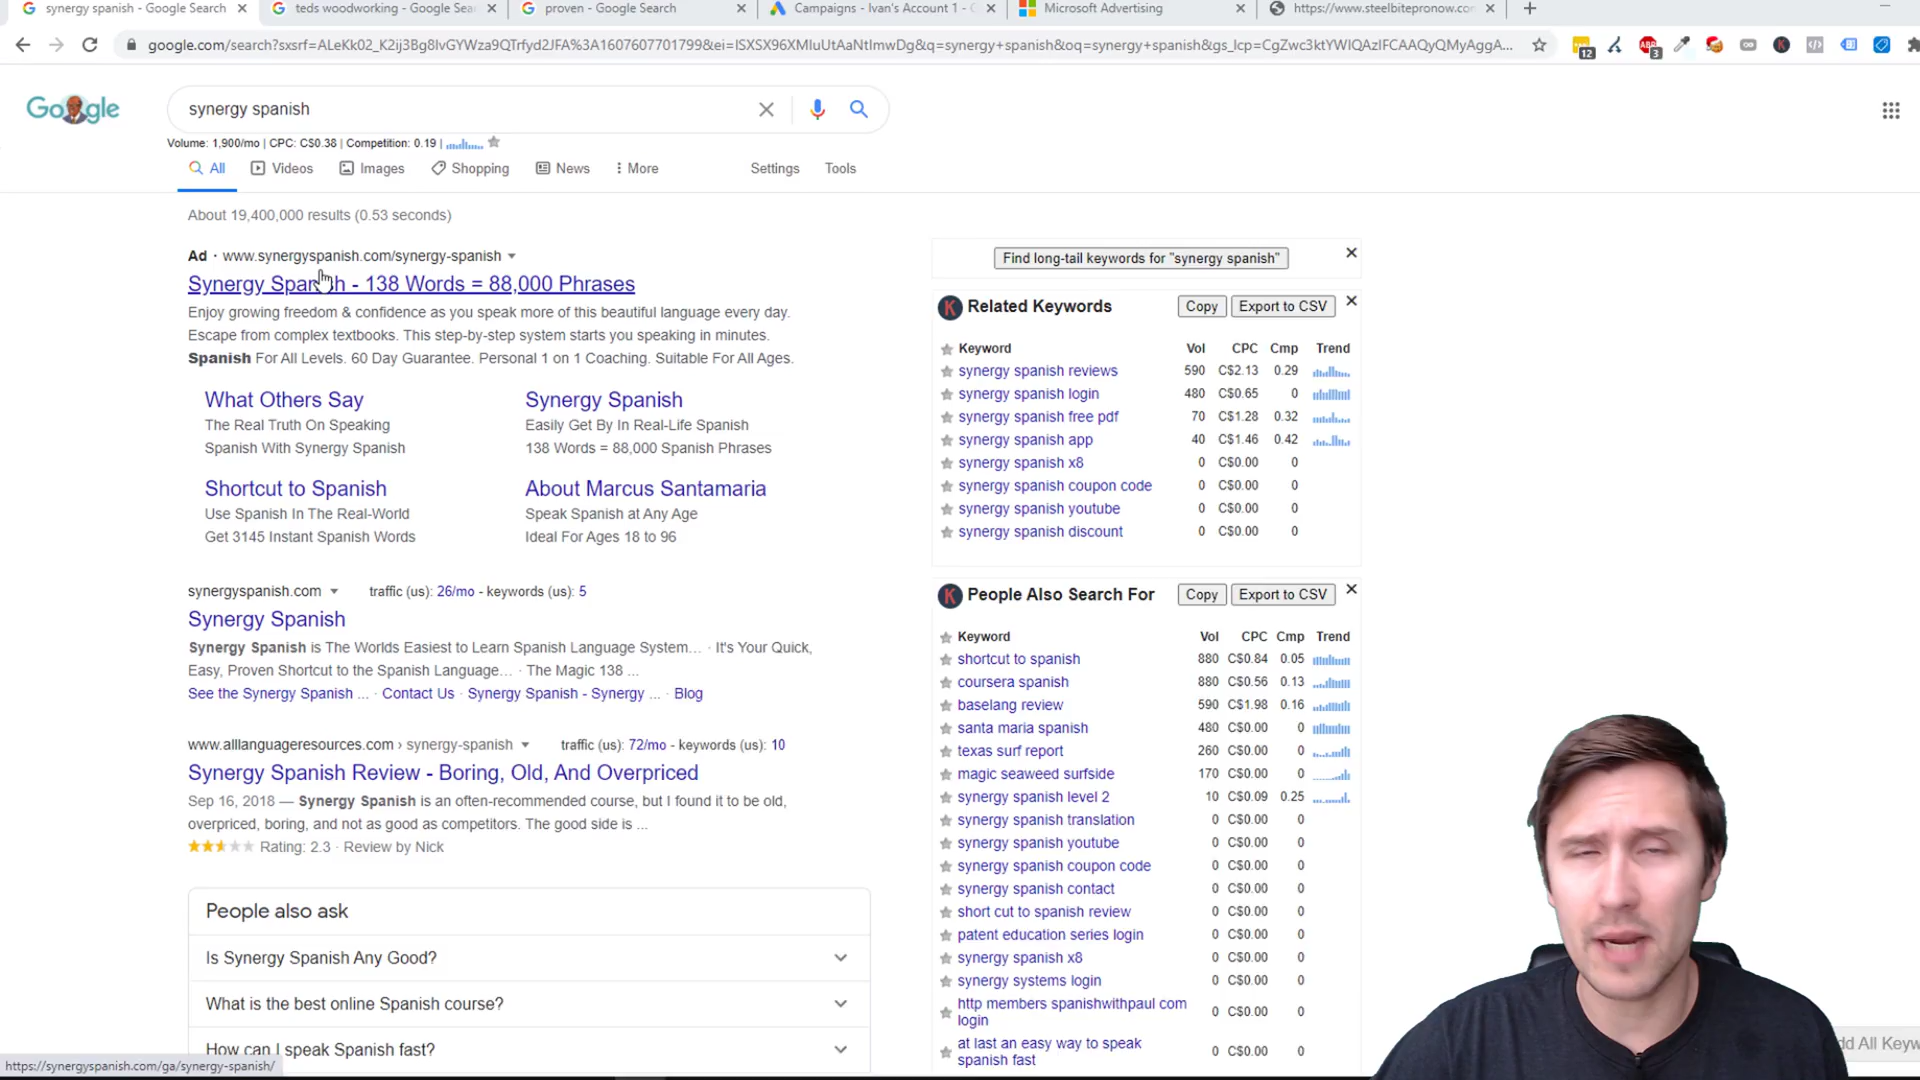 synergy spanish - Google Search
teds woodworking - Google Sea
proven - Google Search
Campaigns - Ivan's Account 1 - G
Microsoft Advertising
https://www.steelbitepronow.co
google.com/search?sxsrf=ALeKk02_K2ij3Bg8lvGYWza9QTrfyd2JFA%3A1607607701799&ei=lSXSX96XMIuUtAaNtImwDg&q=synergy+spanish&oq=synergy+spanish&gs_lcp=CgZwc3ktYWIQAzIFCAAQyQMyAggA...
12
3
Google
synergy spanish
Volume: 1,900/mo | CPC: C$0.38 | Competition: 0.19 |
All
Videos
Images
Shopping
News
More
Settings
Tools
About 19,400,000 results (0.53 seconds)
Ad · www.synergyspanish.com/synergy-spanish
Synergy Spanish - 138 Words = 88,000 Phrases
Enjoy growing freedom & confidence as you speak more of this beautiful language every day.
Escape from complex textbooks. This step-by-step system starts you speaking in minutes.
Spanish For All Levels. 60 Day Guarantee. Personal 1 on 1 Coaching. Suitable For All Ages.
What Others Say
The Real Truth On Speaking
Spanish With Synergy Spanish
Synergy Spanish
Easily Get By In Real-Life Spanish
138 Words = 88,000 Spanish Phrases
Shortcut to Spanish
Use Spanish In The Real-World
Get 3145 Instant Spanish Words
About Marcus Santamaria
Speak Spanish at Any Age
Ideal For Ages 18 to 96
synergyspanish.com
traffic (us): 26/mo - keywords (us): 5
Synergy Spanish
Synergy Spanish is The Worlds Easiest to Learn Spanish Language System... · It's Your Quick,
Easy, Proven Shortcut to the Spanish Language... · The Magic 138 ...
See the Synergy Spanish ... · Contact Us · Synergy Spanish - Synergy ... · Blog
www.alllanguageresources.com › synergy-spanish
traffic (us): 72/mo - keywords (us): 10
Synergy Spanish Review - Boring, Old, And Overpriced
Sep 16, 2018 — Synergy Spanish is an often-recommended course, but I found it to be old,
overpriced, boring, and not as good as competitors. The good side is ...
Rating: 2.3 · Review by Nick
People also ask
Is Synergy Spanish Any Good?
What is the best online Spanish course?
How can I speak Spanish fast?
https://synergyspanish.com/ga/synergy-spanish/
Find long-tail keywords for "synergy spanish"
K Related Keywords
Copy
Export to CSV
Keyword Vol CPC Cmp Trend
synergy spanish reviews 590 C$2.13 0.29
synergy spanish login 480 C$0.65 0
synergy spanish free pdf 70 C$1.28 0.32
synergy spanish app 40 C$1.46 0.42
synergy spanish x8 0 C$0.00 0
synergy spanish coupon code 0 C$0.00 0
synergy spanish youtube 0 C$0.00 0
synergy spanish discount 0 C$0.00 0
K People Also Search For
Copy
Export to CSV
Keyword Vol CPC Cmp Trend
shortcut to spanish 880 C$0.84 0.05
coursera spanish 880 C$0.56 0.13
baselang review 590 C$1.98 0.16
santa maria spanish 480 C$0.00 0
texas surf report 260 C$0.00 0
magic seaweed surfside 170 C$0.00 0
synergy spanish level 2 10 C$0.09 0.25
synergy spanish translation 0 C$0.00 0
synergy spanish youtube 0 C$0.00 0
synergy spanish coupon code 0 C$0.00 0
synergy spanish contact 0 C$0.00 0
short cut to spanish review 0 C$0.00 0
patent education series login 0 C$0.00 0
synergy spanish x8 0 C$0.00 0
synergy systems login 0 C$0.00 0
http members spanishwithpaul com
login 0 C$0.00 0
at last an easy way to speak
spanish fast 0 C$0.00 0
dd All Keyw